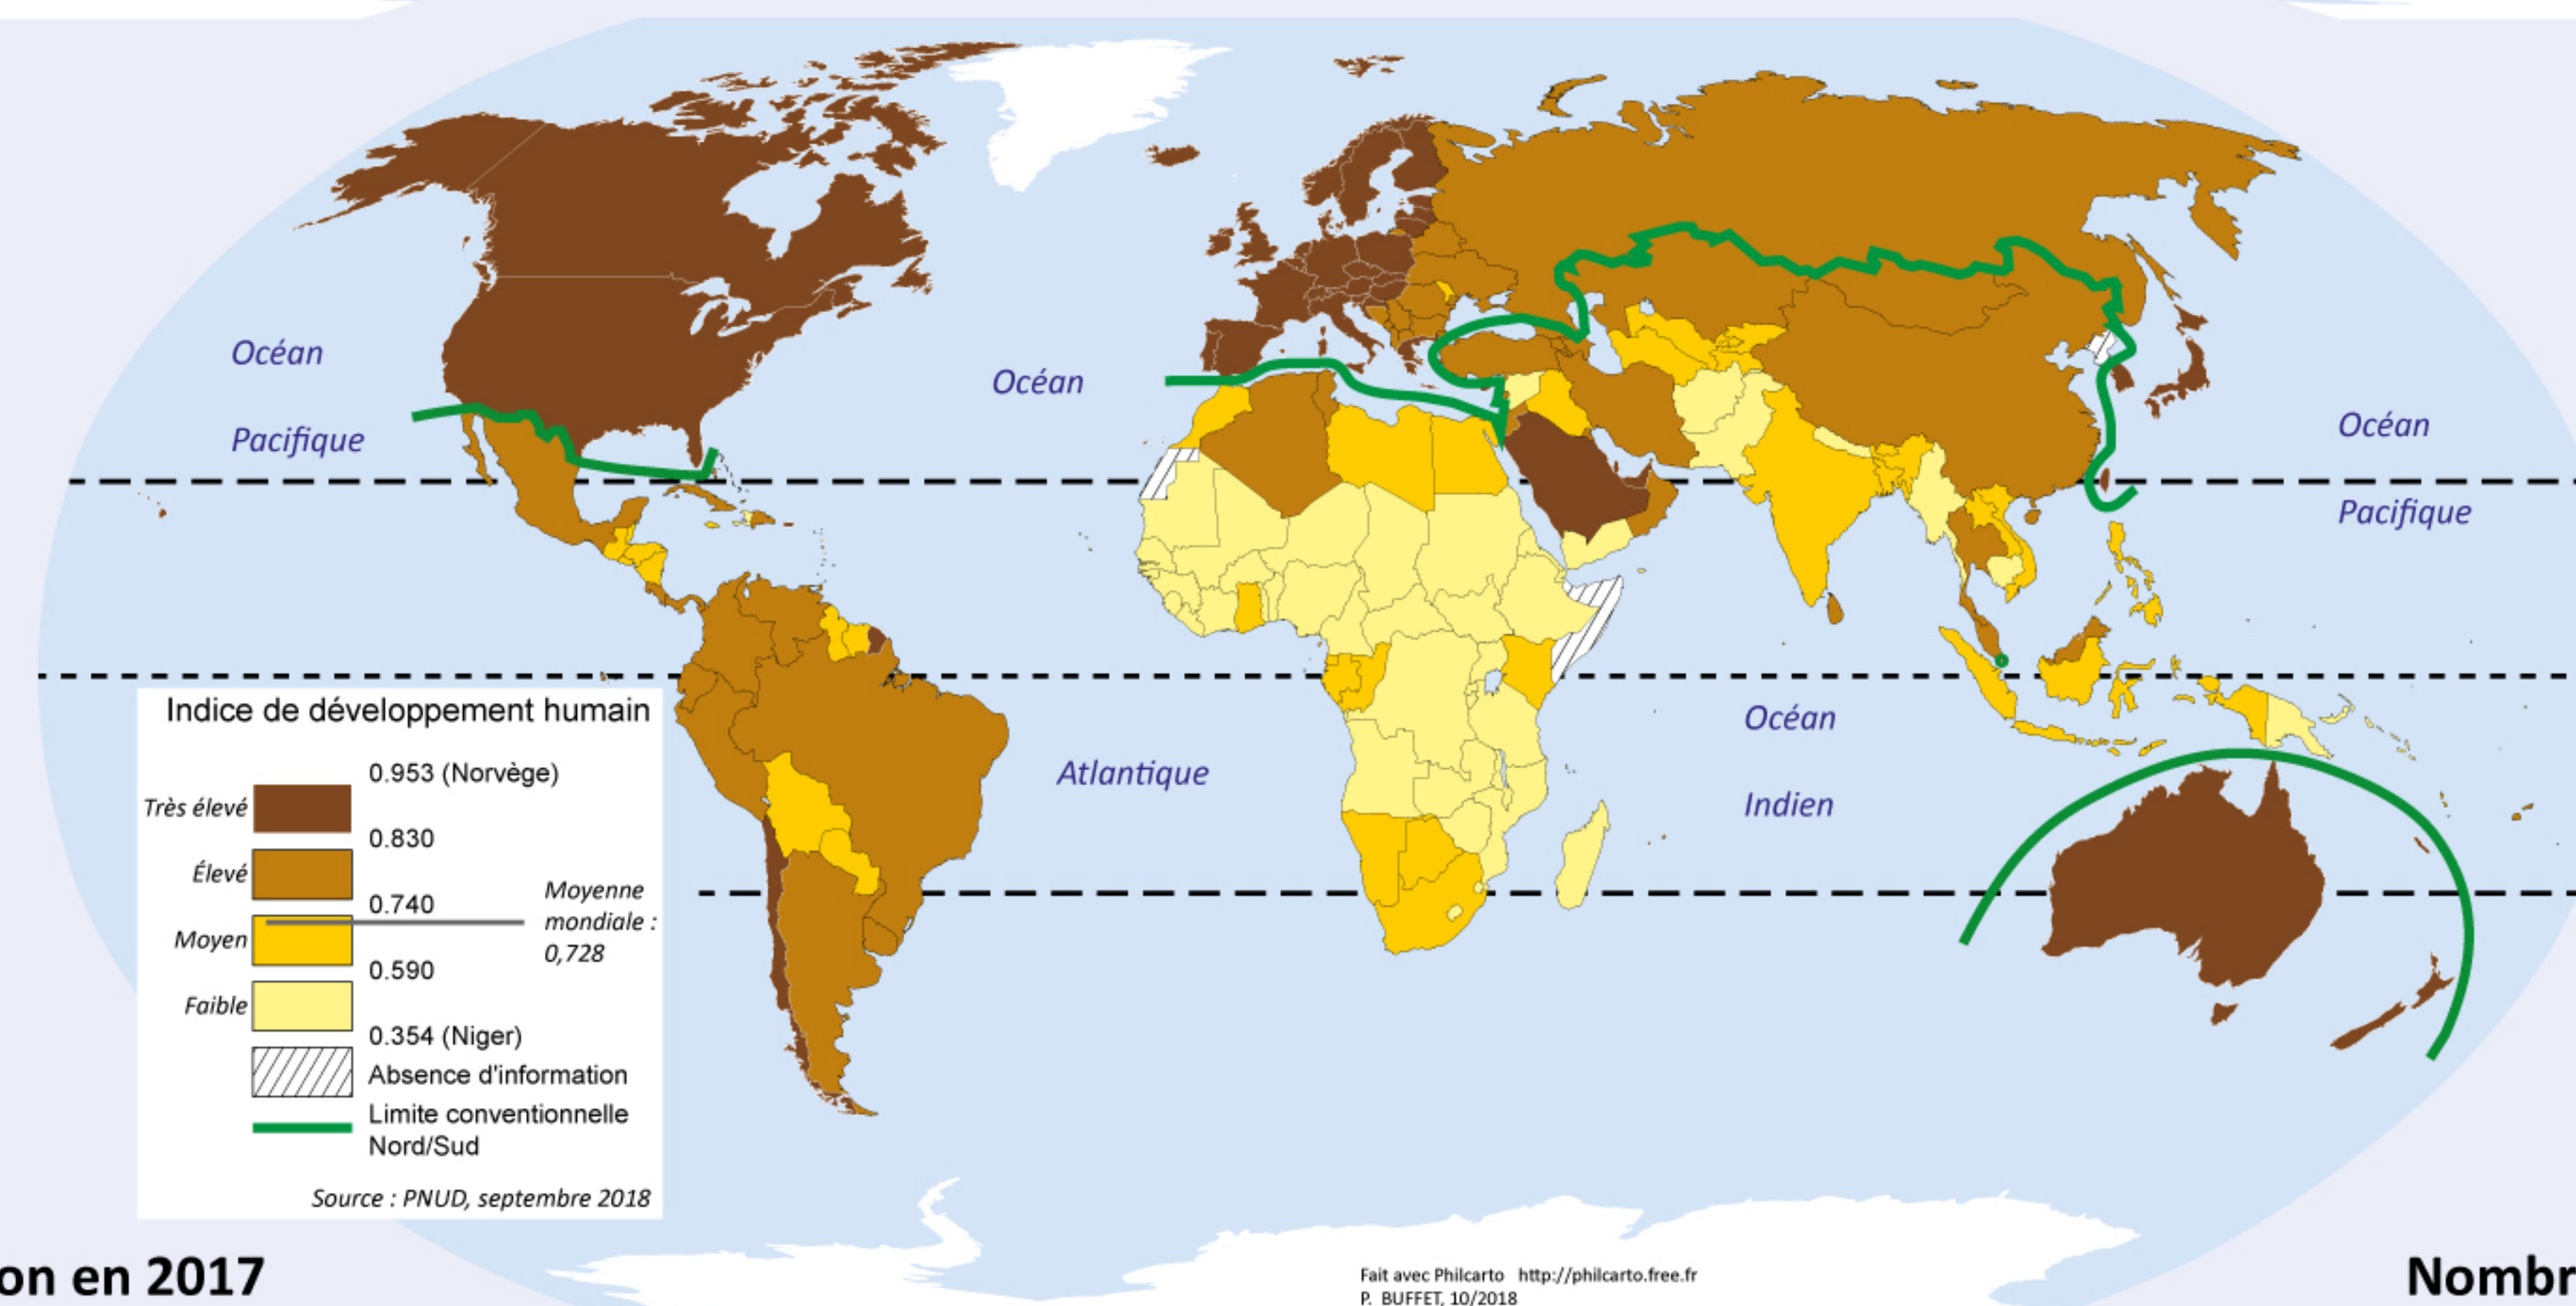 Océan
Pacifique
Océan
Atlantique
Océan
Indien
Océan
Pacifique
Indice de développement humain
0.953 (Norvège)
Très élevé
0.830
Élevé
0.740
Moyenne
mondiale :
0,728
Moyen
0.590
Faible
0.354 (Niger)
Absence d'information
Limite conventionnelle
Nord/Sud
Source : PNUD, septembre 2018
on en 2017
Fait avec Philcarto http://philcarto.free.fr
P. BUFFET, 10/2018
Nombr